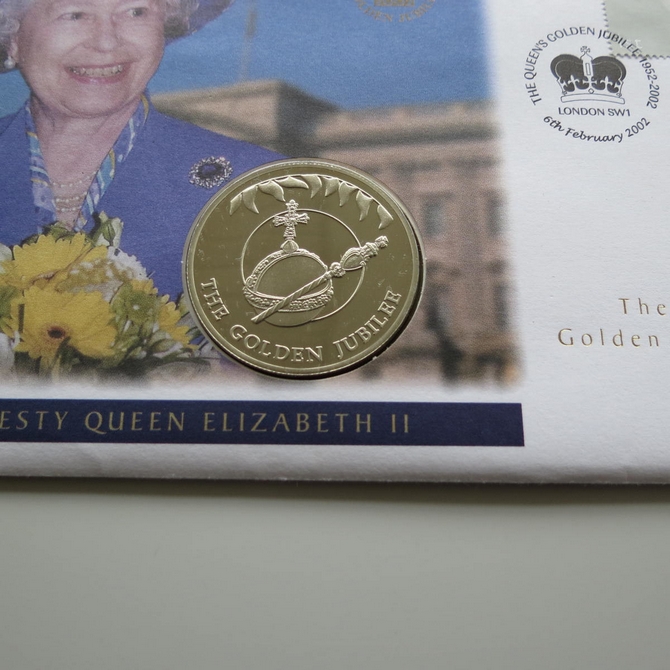 THE QUEEN'S GOLDEN JUBILEE 1952-2002
LONDON SW1
6th February 2002
THE GOLDEN JUBILEE
The
Golden
ESTY QUEEN ELIZABETH II